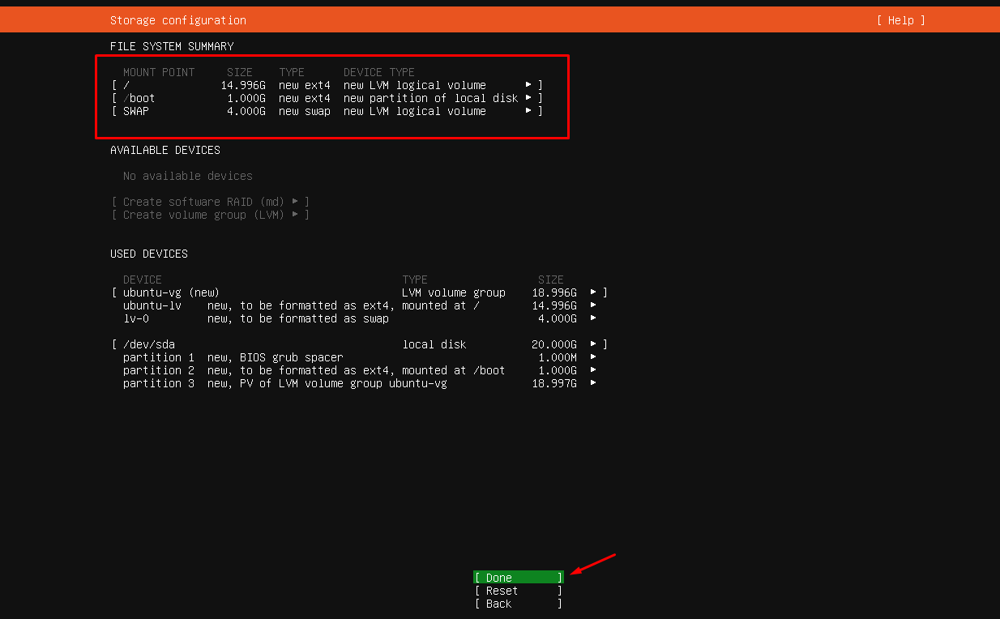 Storage configuration [ Help ]
FILE SYSTEM SUMMARY
MOUNT POINT SIZE TYPE DEVICE TYPE
[ / 14.996G new ext4 new LVM logical volume ▸ ]
[ /boot 1.000G new ext4 new partition of local disk ▸ ]
[ SWAP 4.000G new swap new LVM logical volume ▸ ]
AVAILABLE DEVICES
No available devices
[ Create software RAID (md) ▸ ]
[ Create volume group (LVM) ▸ ]
USED DEVICES
DEVICE TYPE SIZE
[ ubuntu-vg (new) LVM volume group 18.996G ▸ ]
ubuntu-lv new, to be formatted as ext4, mounted at / 14.996G ▸
lv-0 new, to be formatted as swap 4.000G ▸
[ /dev/sda local disk 20.000G ▸ ]
partition 1 new, BIOS grub spacer 1.000M ▸
partition 2 new, to be formatted as ext4, mounted at /boot 1.000G ▸
partition 3 new, PV of LVM volume group ubuntu-vg 18.997G ▸
[ Done ]
[ Reset ]
[ Back ]